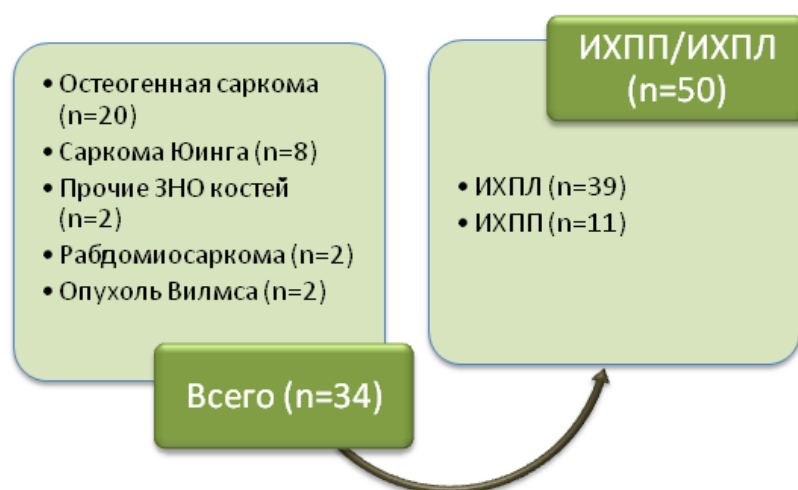 • Остеогенная саркома
(n=20)
• Саркома Юинга (n=8)
• Прочие ЗНО костей
(n=2)
• Рабдомиосаркома (n=2)
• Опухоль Вилмса (n=2)
Всего (n=34)
ИХПП/ИХПЛ
(n=50)
• ИХПЛ (n=39)
• ИХПП (n=11)